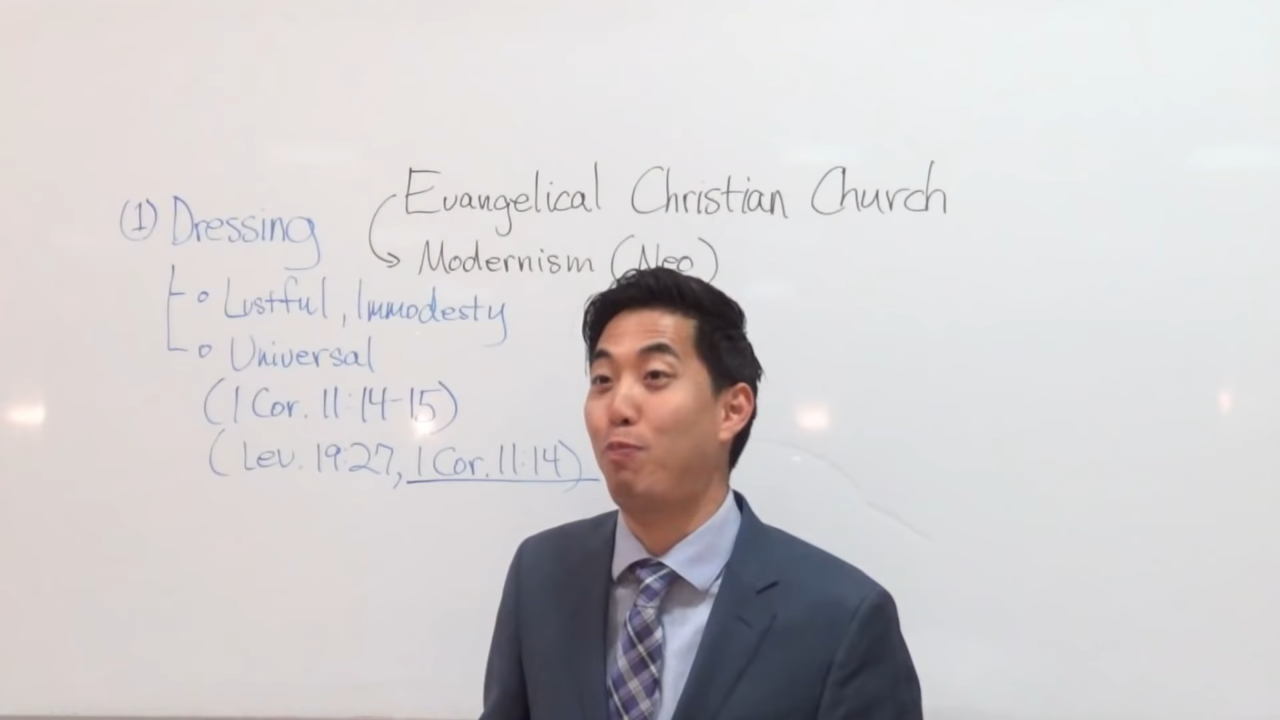 Evangelical Christian Church
Modernism (Neo)
(1) Dressing
Lustful, Immodesty
Universal
(1 Cor. 11:14-15)
(Lev. 19:27, 1 Cor. 11:14)